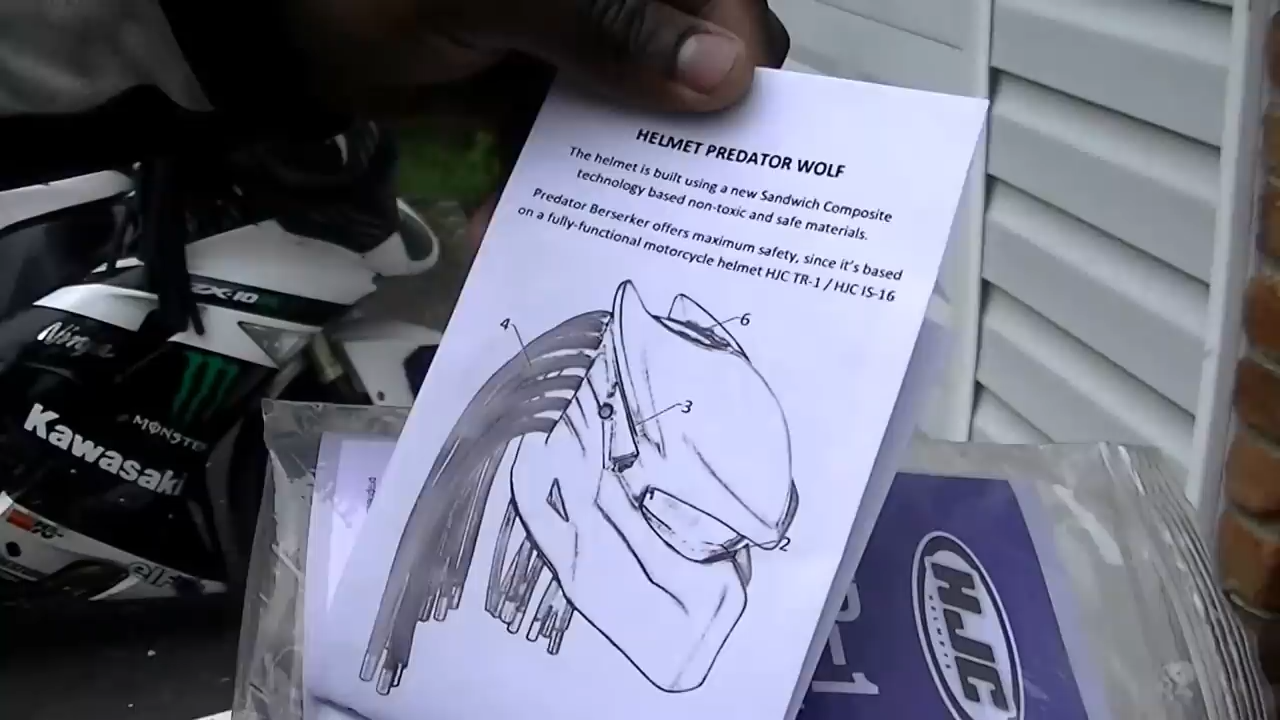 HELMET PREDATOR WOLF
The helmet is built using a new Sandwich Composite
technology based non-toxic and safe materials.
Predator Berserker offers maximum safety, since it's based
on a fully-functional motorcycle helmet HJC TR-1 / HJC IS-16
6
4
3
2
ZX-10
Ninja
MONSTE
Kawasaki
elf
HJC